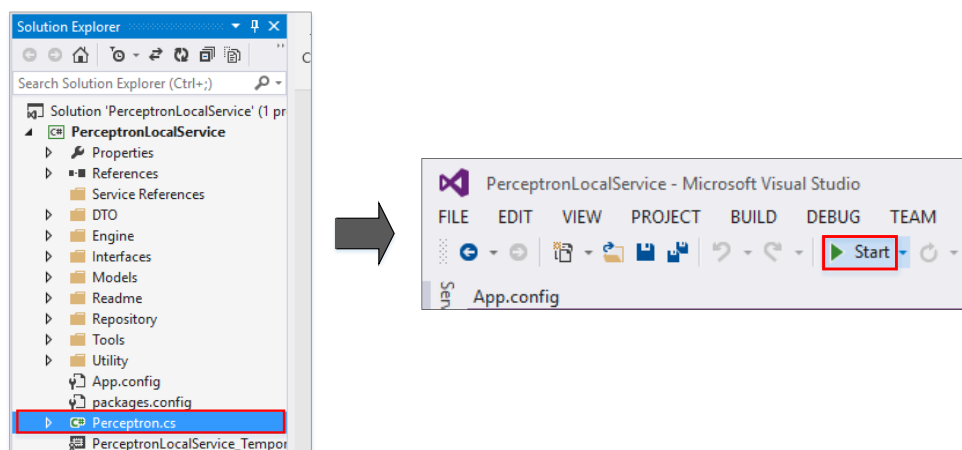 Solution Explorer
Search Solution Explorer (Ctrl+;)
Solution 'PerceptronLocalService' (1 pr
C# PerceptronLocalService
Properties
References
Service References
DTO
Engine
Interfaces
Models
Readme
Repository
Tools
Utility
App.config
packages.config
C# Perceptron.cs
PerceptronLocalService_Tempor
PerceptronLocalService - Microsoft Visual Studio
FILE EDIT VIEW PROJECT BUILD DEBUG TEAM
Start
Serv
App.config